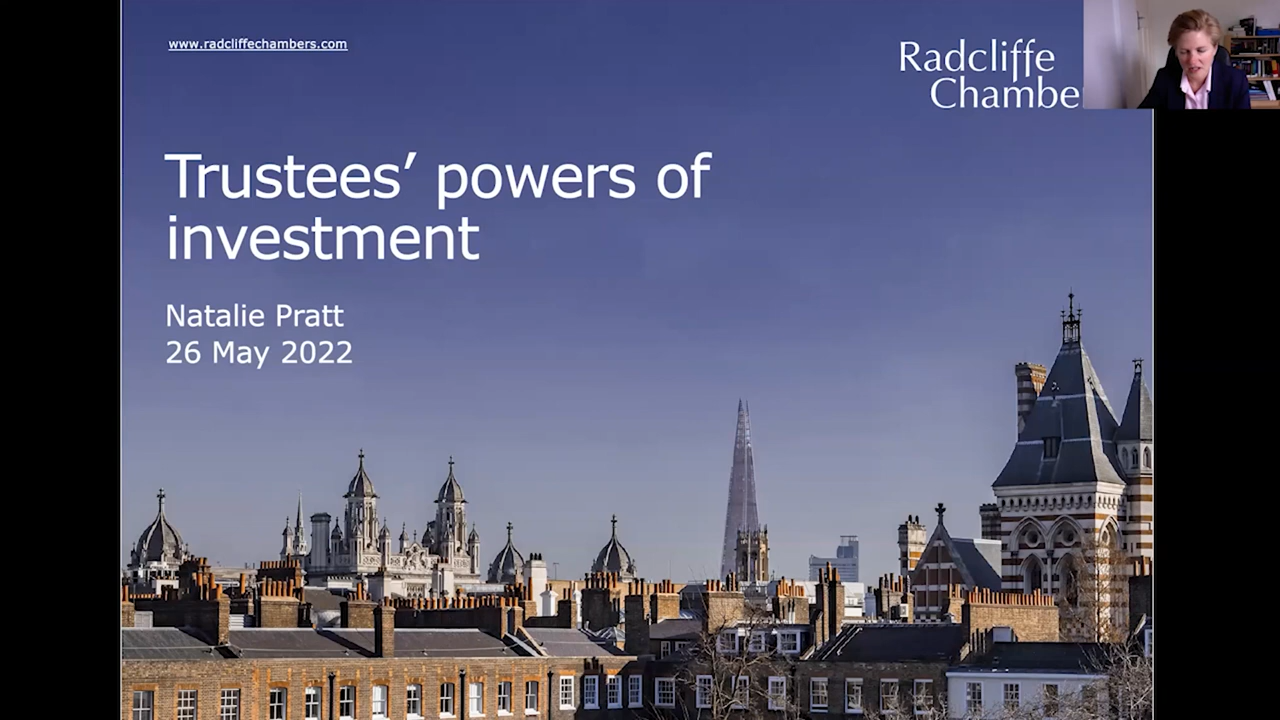 www.radcliffechambers.com
Radcliffe
Chambe
Trustees’ powers of
investment
Natalie Pratt
26 May 2022